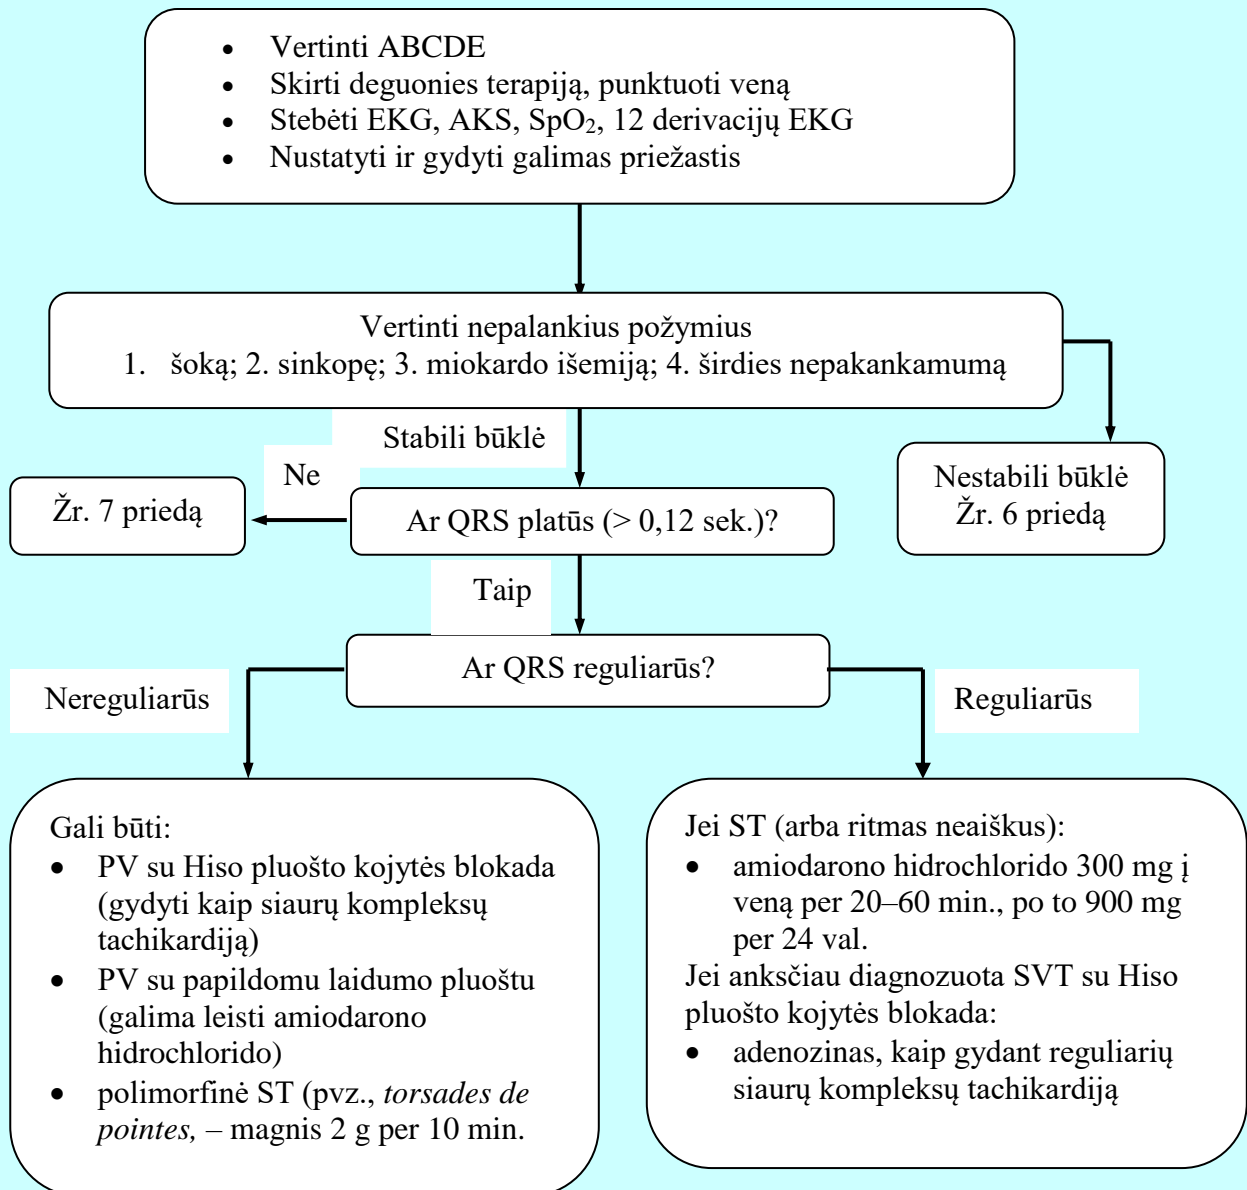 • Vertinti ABCDE
• Skirti deguonies terapiją, punktuoti veną
• Stebėti EKG, AKS, SpO₂, 12 derivacijų EKG
• Nustatyti ir gydyti galimas priežastis
Vertinti nepalankius požymius
1. šoką; 2. sinkopę; 3. miokardo išemiją; 4. širdies nepakankamumą
Stabili būklė
Nestabili būklė
Žr. 6 priedą
Ne
Žr. 7 priedą
Ar QRS platūs (> 0,12 sek.)?
Taip
Ar QRS reguliarūs?
Nereguliarūs
Reguliarūs
Gali būti:
• PV su Hiso pluošto kojytės blokada
(gydyti kaip siaurų kompleksų
tachikardiją)
• PV su papildomu laidumo pluoštu
(galima leisti amiodarono
hidrochlorido)
• polimorfinė ST (pvz., torsades de
pointes, – magnis 2 g per 10 min.
Jei ST (arba ritmas neaiškus):
• amiodarono hidrochlorido 300 mg į
veną per 20–60 min., po to 900 mg
per 24 val.
Jei anksčiau diagnozuota SVT su Hiso
pluošto kojytės blokada:
• adenozinas, kaip gydant reguliarių
siaurų kompleksų tachikardiją